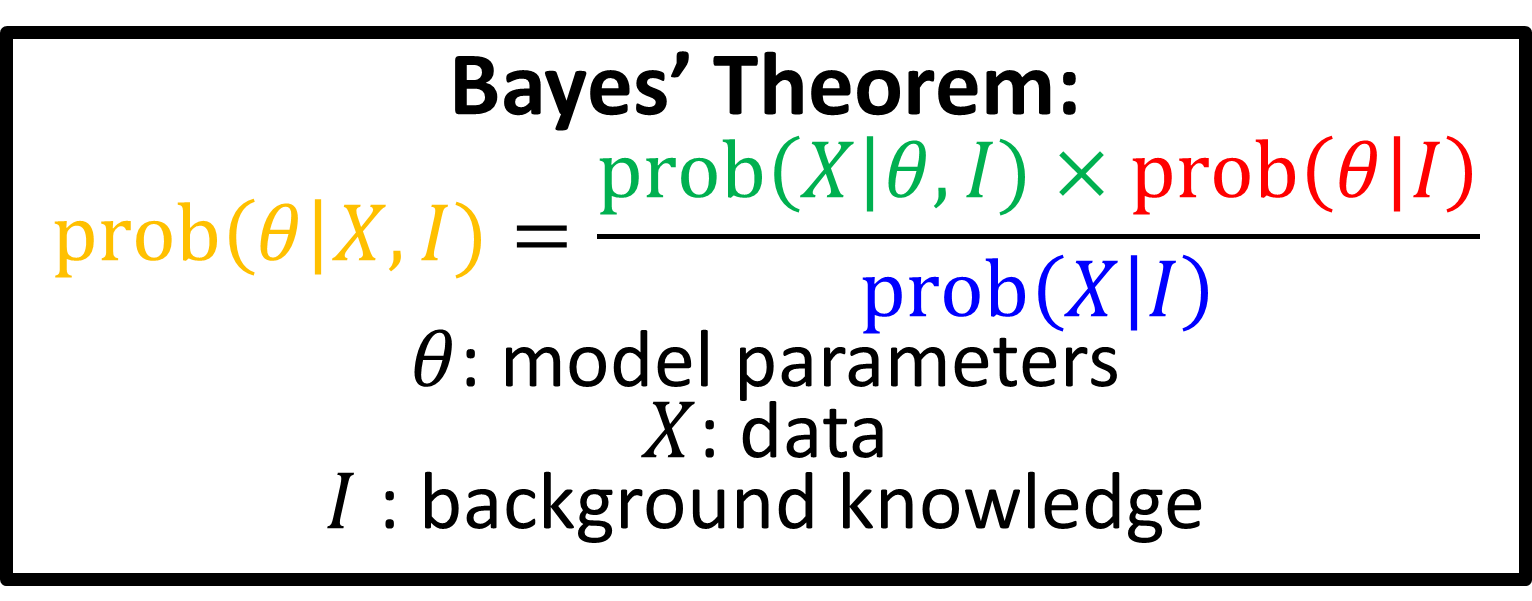 Bayes’ Theorem:
prob(θ|X, I) = prob(X|θ, I) × prob(θ|I)
prob(X|I)
θ: model parameters
X: data
I : background knowledge